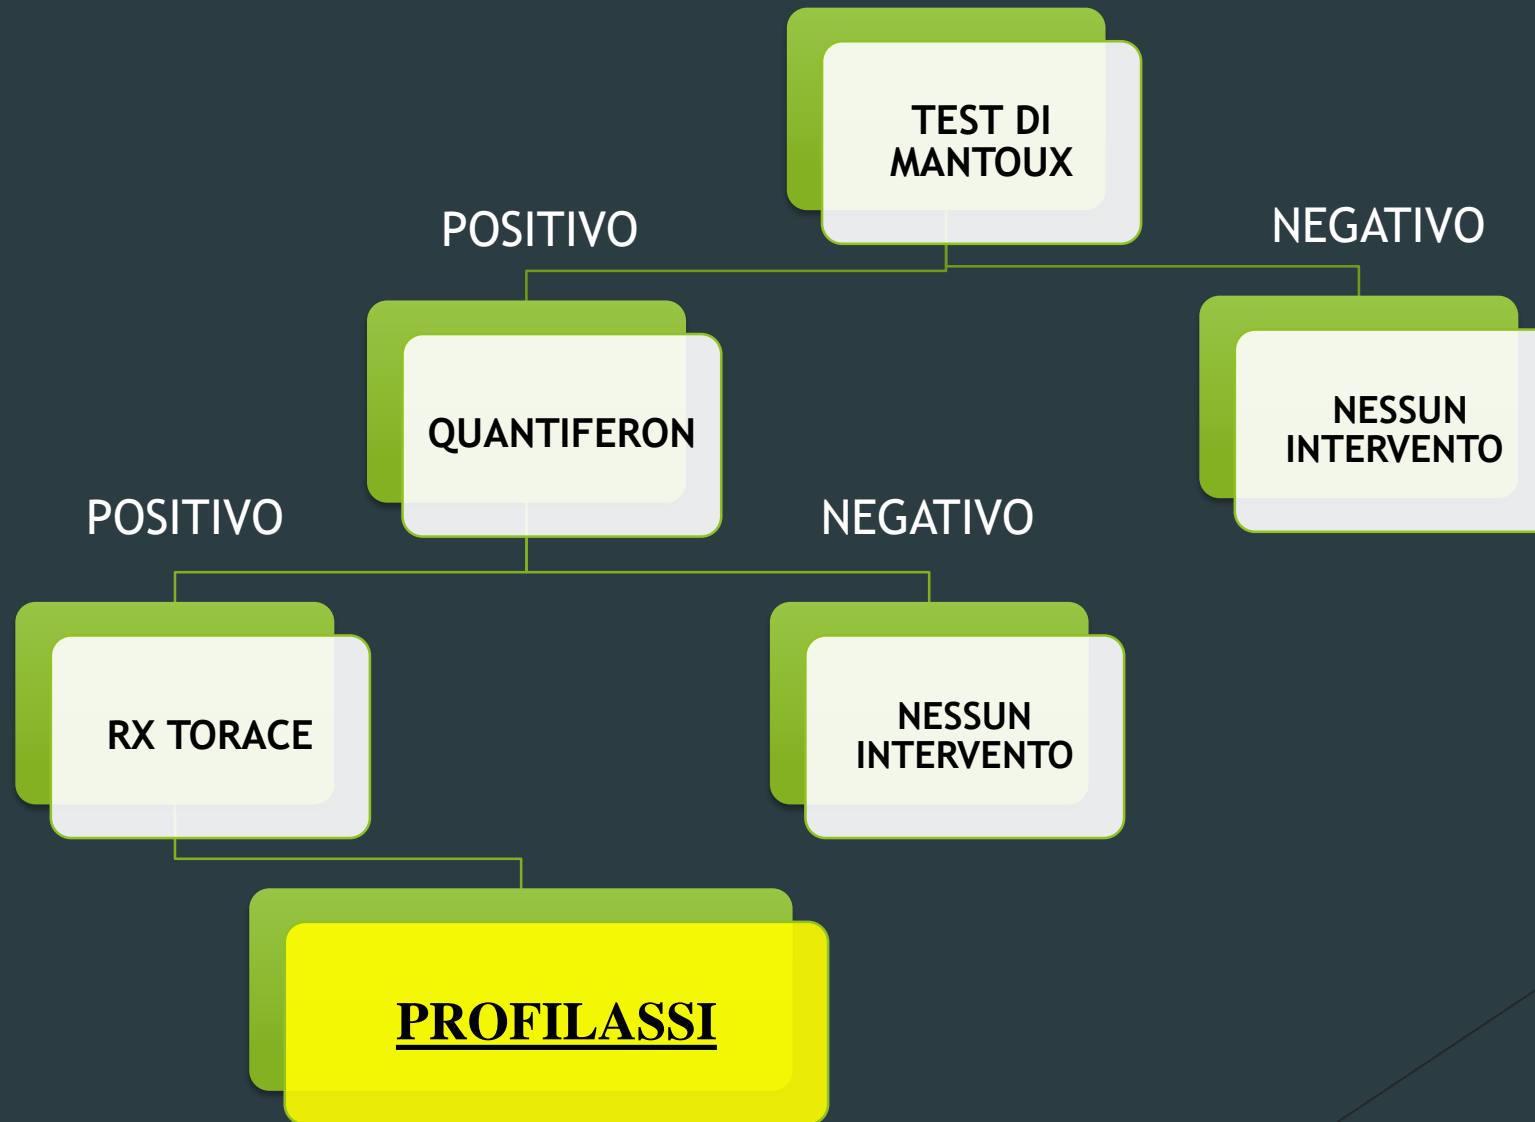 TEST DI
MANTOUX
POSITIVO
NEGATIVO
QUANTIFERON
NESSUN
INTERVENTO
POSITIVO
NEGATIVO
RX TORACE
NESSUN
INTERVENTO
PROFILASSI